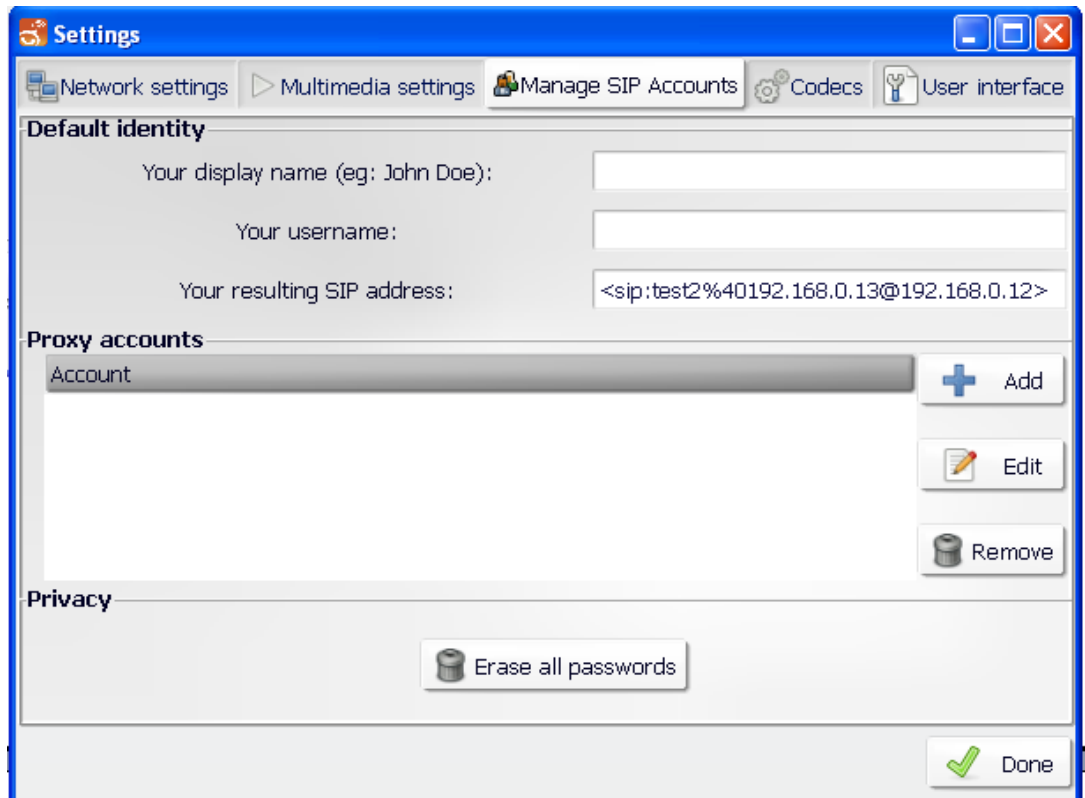 Settings
Network settings Multimedia settings Manage SIP Accounts Codecs User interface
Default identity
Your display name (eg: John Doe):
Your username:
Your resulting SIP address: <sip:test2%40192.168.0.13@192.168.0.12>
Proxy accounts
Account
Add
Edit
Remove
Privacy
Erase all passwords
Done